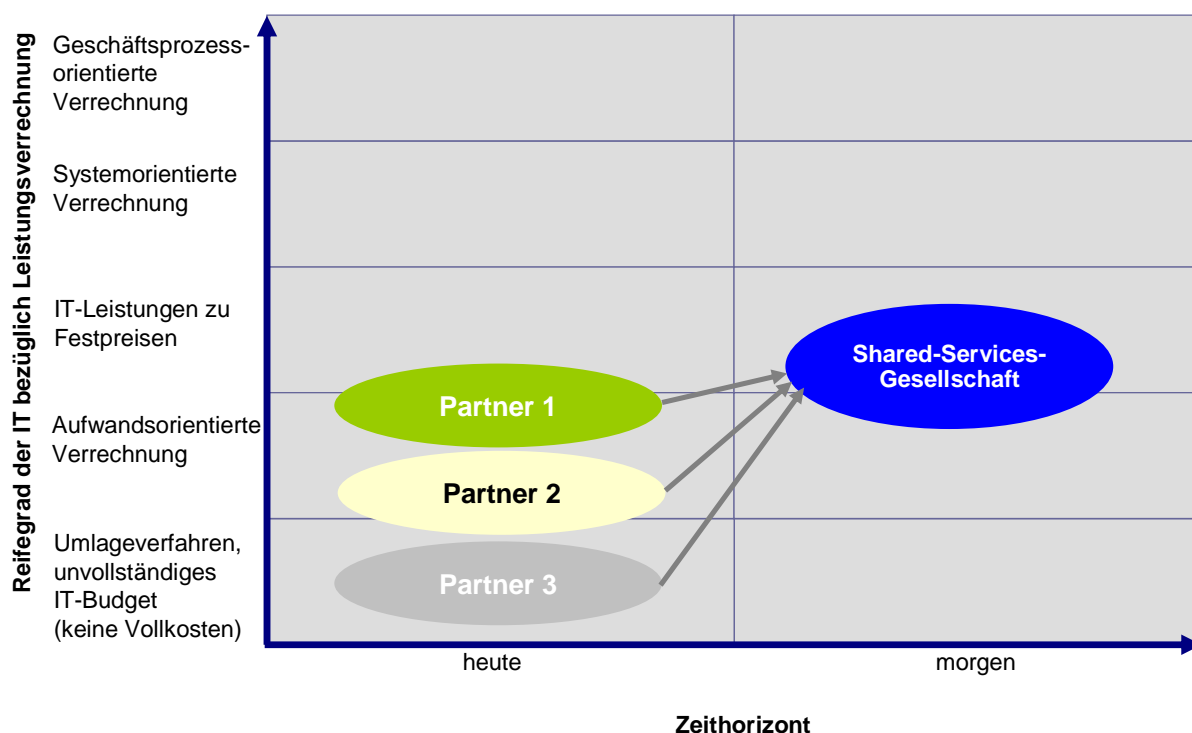 Reifegrad der IT bezüglich Leistungsverrechnung
Geschäftsprozess-
orientierte
Verrechnung
Systemorientierte
Verrechnung
IT-Leistungen zu
Festpreisen
Aufwandsorientierte
Verrechnung
Umlageverfahren,
unvollständiges
IT-Budget
(keine Vollkosten)
Partner 1
Partner 2
Partner 3
Shared-Services-
Gesellschaft
heute
morgen
Zeithorizont